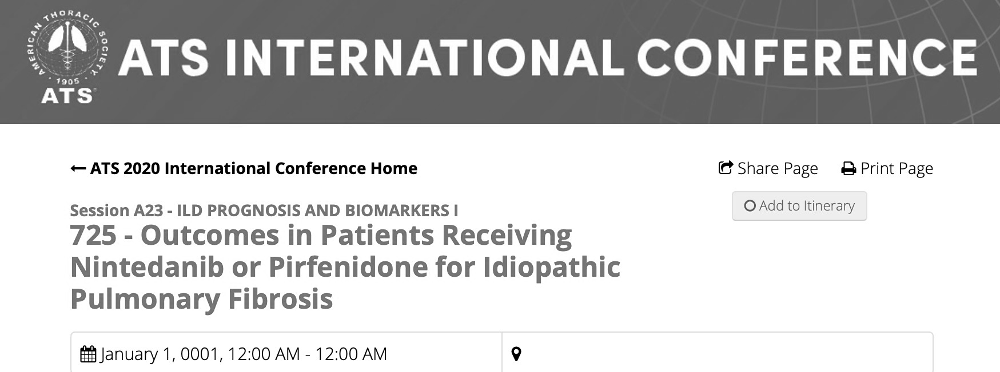 AMERICAN THORACIC SOCIETY
· 1905 ·
ATS®
ATS INTERNATIONAL CONFERENCE
ATS 2020 International Conference Home
Share Page
Print Page
Add to Itinerary
Session A23 - ILD PROGNOSIS AND BIOMARKERS I
725 - Outcomes in Patients Receiving
Nintedanib or Pirfenidone for Idiopathic
Pulmonary Fibrosis
January 1, 0001, 12:00 AM - 12:00 AM